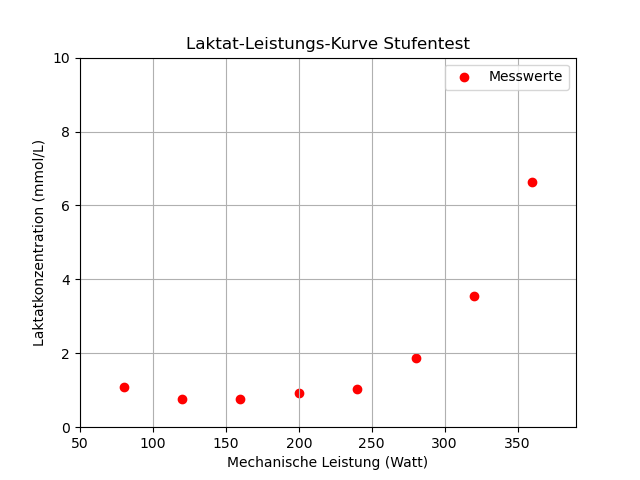 Laktat-Leistungs-Kurve Stufentest
Messwerte
Laktatkonzentration (mmol/L)
10
8
6
4
2
0
50 100 150 200 250 300 350
Mechanische Leistung (Watt)